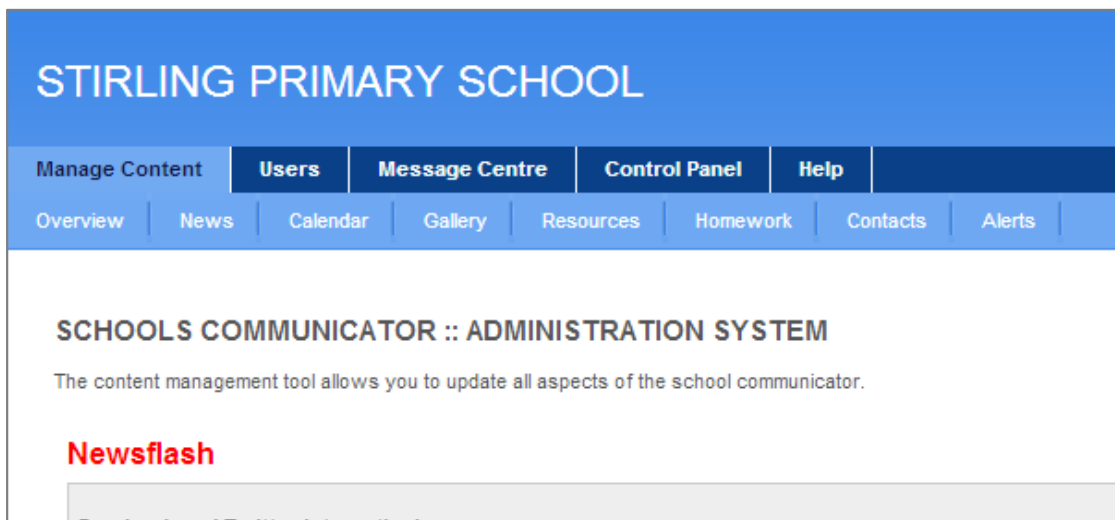 STIRLING PRIMARY SCHOOL
Manage Content Users Message Centre Control Panel Help
Overview News Calendar Gallery Resources Homework Contacts Alerts
SCHOOLS COMMUNICATOR :: ADMINISTRATION SYSTEM
The content management tool allows you to update all aspects of the school communicator.
Newsflash